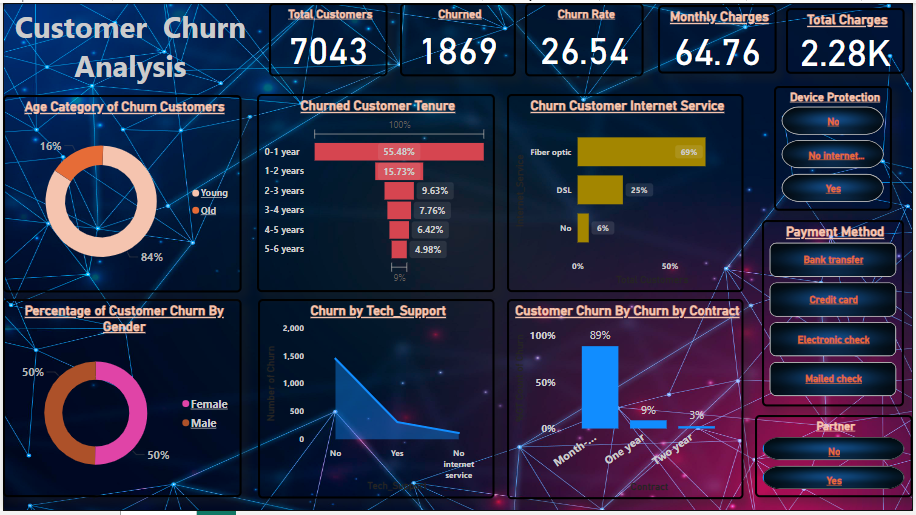 Customer Churn
Analysis
Total Customers
7043
Churned
1869
Churn Rate
26.54
Monthly Charges
64.76
Total Charges
2.28K
Age Category of Churn Customers
16%
84%
Young
Old
Churned Customer Tenure
100%
0-1 year 55.48%
1-2 years 15.73%
2-3 years 9.63%
3-4 years 7.76%
4-5 years 6.42%
5-6 years 4.98%
9%
Churn Customer Internet Service
Fiber optic 69%
DSL 25%
No 6%
0% 50%
Device Protection
No
No internet...
Yes
Payment Method
Bank transfer
Credit card
Electronic check
Mailed check
Percentage of Customer Churn By
Gender
50%
50%
Female
Male
Churn by Tech_Support
Number of Churn
2,000
1,500
1,000
500
0
No Yes No
internet
service
Customer Churn By Churn by Contract
100%
50%
0%
89%
9%
3%
Month-... One year Two year
Partner
No
Yes